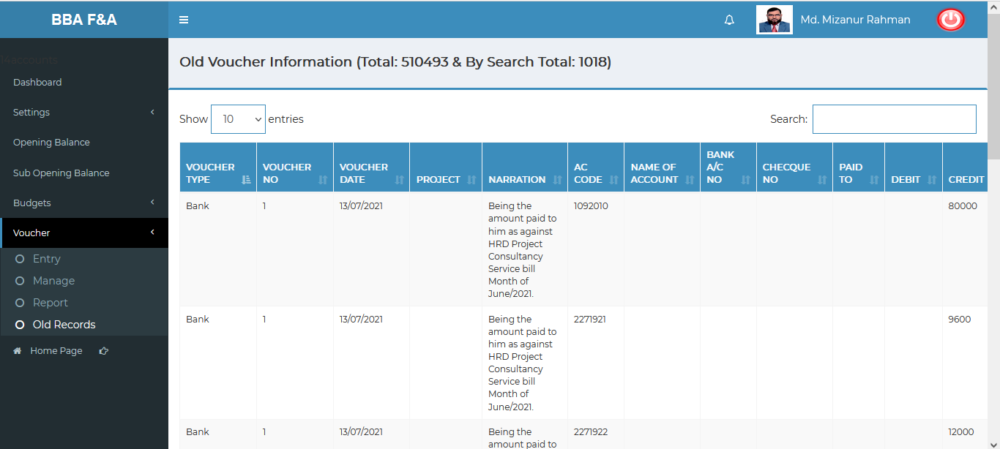 BBA F&A
Md. Mizanur Rahman
14accounts
Dashboard
Settings
Opening Balance
Sub Opening Balance
Budgets
Voucher
Entry
Manage
Report
Old Records
Home Page
Old Voucher Information (Total: 510493 & By Search Total: 1018)
Show 10 entries
Search:
VOUCHER TYPE VOUCHER NO VOUCHER DATE PROJECT NARRATION AC CODE NAME OF ACCOUNT BANK A/C NO CHECQUE NO PAID TO DEBIT CREDIT
Bank 1 13/07/2021 Being the 1092010 80000
amount paid to
him as against
HRD Project
Consultancy
Service bill
Month of
June/2021.
Bank 1 13/07/2021 Being the 2271921 9600
amount paid to
him as against
HRD Project
Consultancy
Service bill
Month of
June/2021.
Bank 1 13/07/2021 Being the 2271922 12000
amount paid to